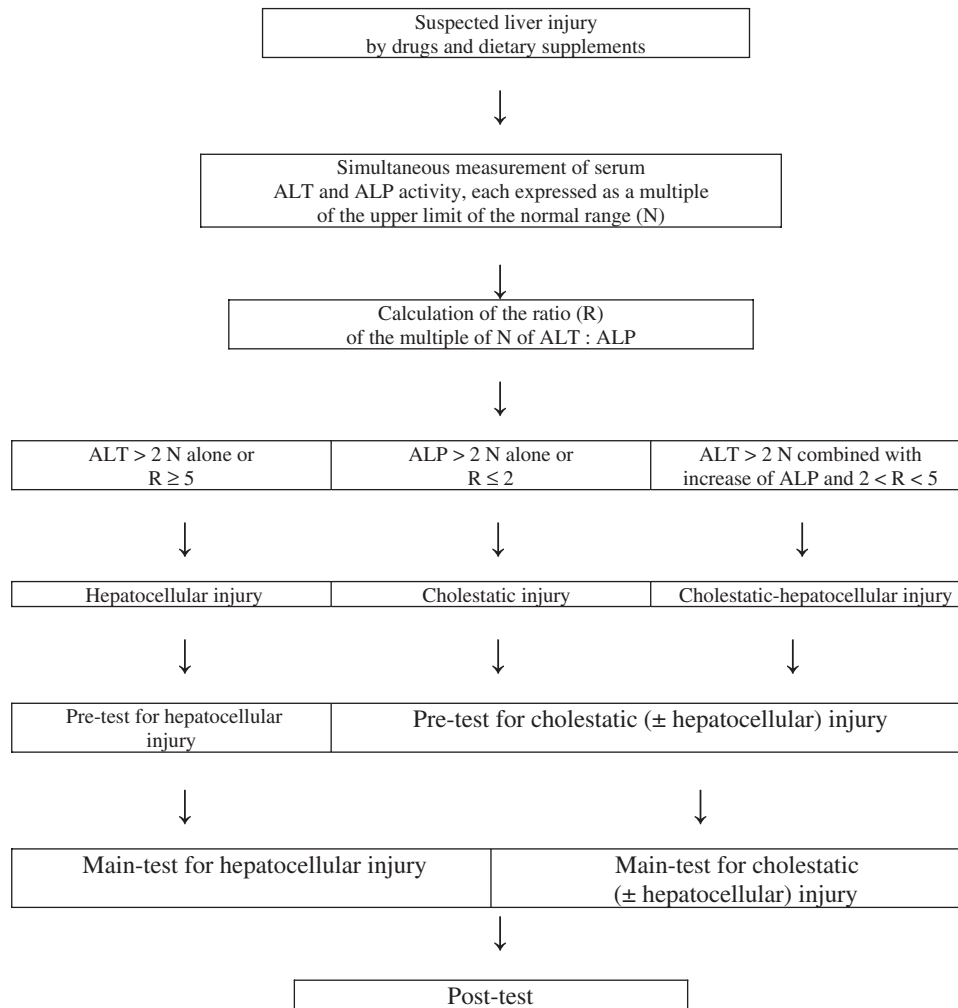 Suspected liver injury
by drugs and dietary supplements
Simultaneous measurement of serum
ALT and ALP activity, each expressed as a multiple
of the upper limit of the normal range (N)
Calculation of the ratio (R)
of the multiple of N of ALT : ALP
ALT > 2 N alone or
R ≥ 5
ALP > 2 N alone or
R ≤ 2
ALT > 2 N combined with
increase of ALP and 2 < R < 5
Hepatocellular injury
Cholestatic injury
Cholestatic-hepatocellular injury
Pre-test for hepatocellular
injury
Pre-test for cholestatic (± hepatocellular) injury
Main-test for hepatocellular injury
Main-test for cholestatic
(± hepatocellular) injury
Post-test